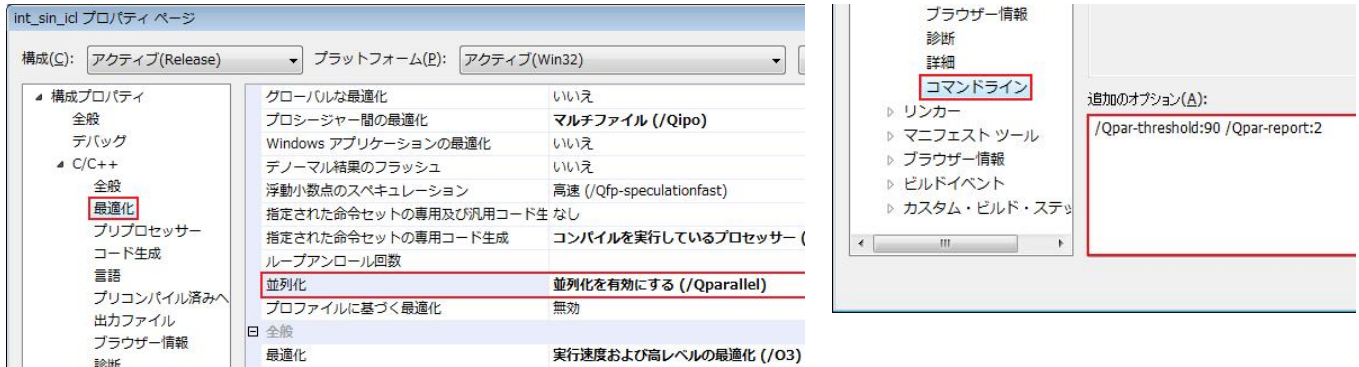 int_sin_icl プロパティ ページ
構成(C): アクティブ(Release) プラットフォーム(P): アクティブ(Win32)
構成プロパティ
全般
デバッグ
C/C++
全般
最適化
プリプロセッサー
コード生成
言語
プリコンパイル済みヘ
出力ファイル
ブラウザー情報
診断
グローバルな最適化 いいえ
プロシージャー間の最適化 マルチファイル (/Qipo)
Windows アプリケーションの最適化 いいえ
デノーマル結果のフラッシュ いいえ
浮動小数点のスペキュレーション 高速 (/Qfp-speculationfast)
指定された命令セットの専用及び汎用コード生 なし
指定された命令セットの専用コード生成 コンパイルを実行しているプロセッサー (
ループアンロール回数
並列化 並列化を有効にする (/Qparallel)
プロファイルに基づく最適化 無効
全般
最適化 実行速度および高レベルの最適化 (/O3)
ブラウザー情報
診断
詳細
コマンドライン
リンカー
マニフェスト ツール
ブラウザー情報
ビルドイベント
カスタム・ビルド・ステッ
追加のオプション(A):
/Qpar-threshold:90 /Qpar-report:2